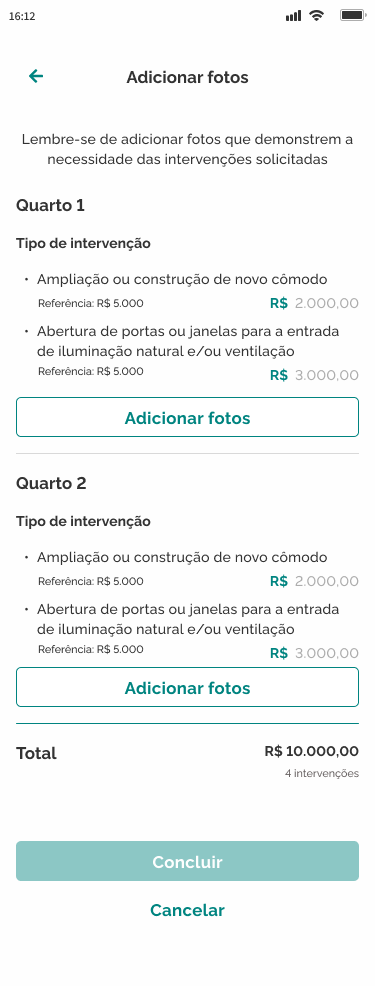 16:12
Adicionar fotos
Lembre-se de adicionar fotos que demonstrem a
necessidade das intervenções solicitadas
Quarto 1
Tipo de intervenção
• Ampliação ou construção de novo cômodo
Referência: R$ 5.000 R$ 2.000,00
• Abertura de portas ou janelas para a entrada
de iluminação natural e/ou ventilação
Referência: R$ 5.000 R$ 3.000,00
Adicionar fotos
Quarto 2
Tipo de intervenção
• Ampliação ou construção de novo cômodo
Referência: R$ 5.000 R$ 2.000,00
• Abertura de portas ou janelas para a entrada
de iluminação natural e/ou ventilação
Referência: R$ 5.000 R$ 3.000,00
Adicionar fotos
Total R$ 10.000,00
4 intervenções
Concluir
Cancelar